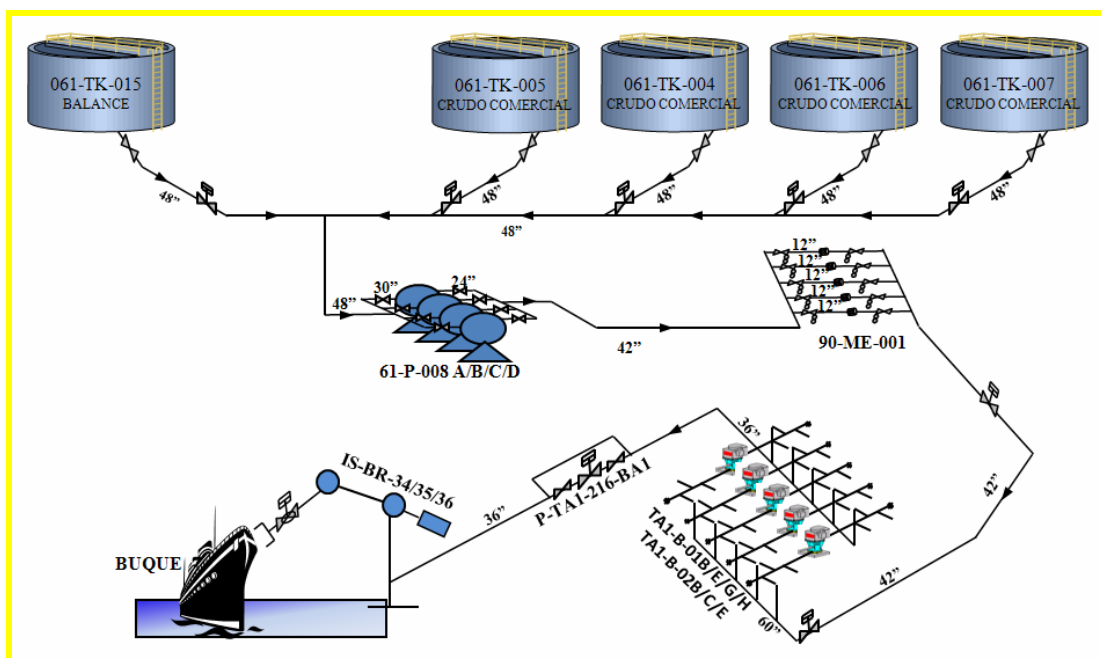 061-TK-015
BALANCE
061-TK-005
CRUDO COMERCIAL
061-TK-004
CRUDO COMERCIAL
061-TK-006
CRUDO COMERCIAL
061-TK-007
CRUDO COMERCIAL
48”
48”
48”
48”
48”
48”
12”
12”
12”
12”
12”
30”
24”
48”
42”
90-ME-001
61-P-008 A/B/C/D
36”
IS-BR-34/35/36
P-TA1-216-BA1
42”
36”
TA1-B-01B/E/G/H
TA1-B-02B/C/E
BUQUE
42”
60”